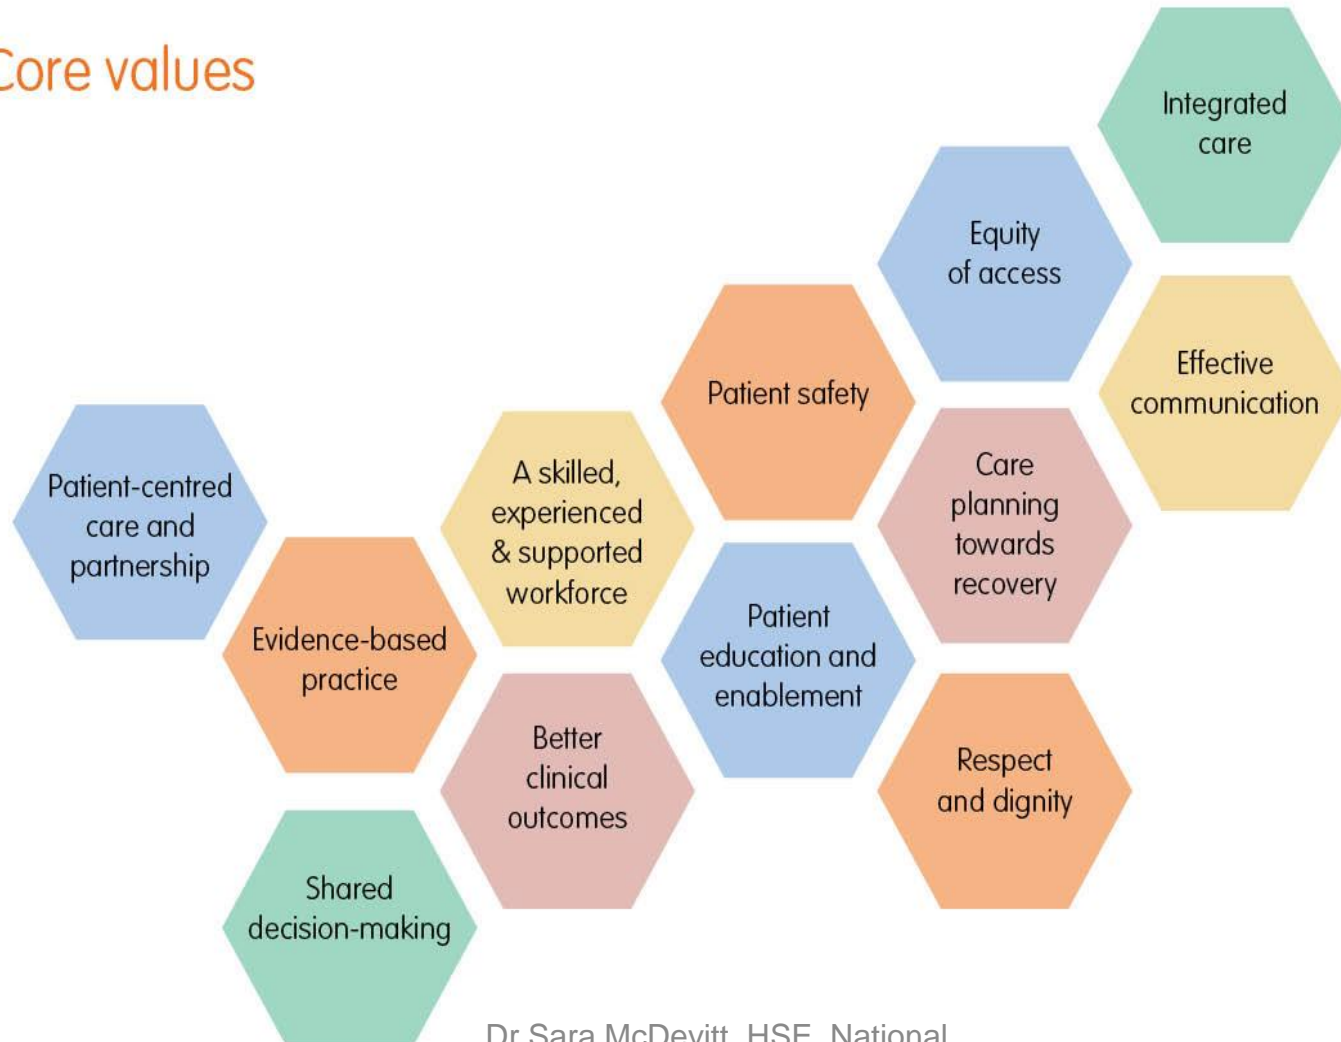 Core values
Integrated
care
Equity
of access
Effective
communication
Patient safety
Care
planning
towards
recovery
A skilled,
experienced
& supported
workforce
Patient-centred
care and
partnership
Evidence-based
practice
Patient
education and
enablement
Better
clinical
outcomes
Respect
and dignity
Shared
decision-making
Dr Sara McDevitt, HSE, National